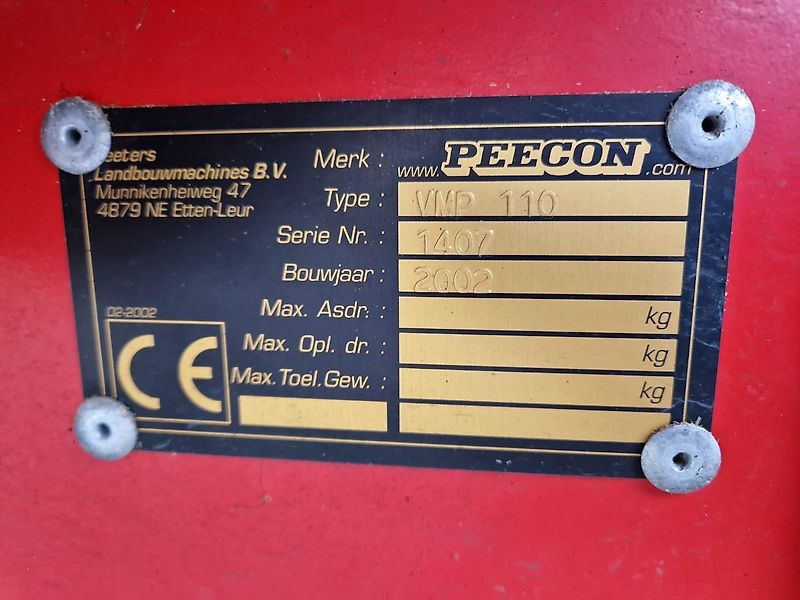 Peeters
Landbouwmachines B.V.
Munnikenheiweg 47
4879 NE Etten-Leur
Merk : www.PEECON.com
Type : VMP 110
Serie Nr. : 1407
Bouwjaar : 2002
Max. Asdr. : kg
Max. Opl. dr. : kg
Max.Toel.Gew. : kg
02-2002
CE